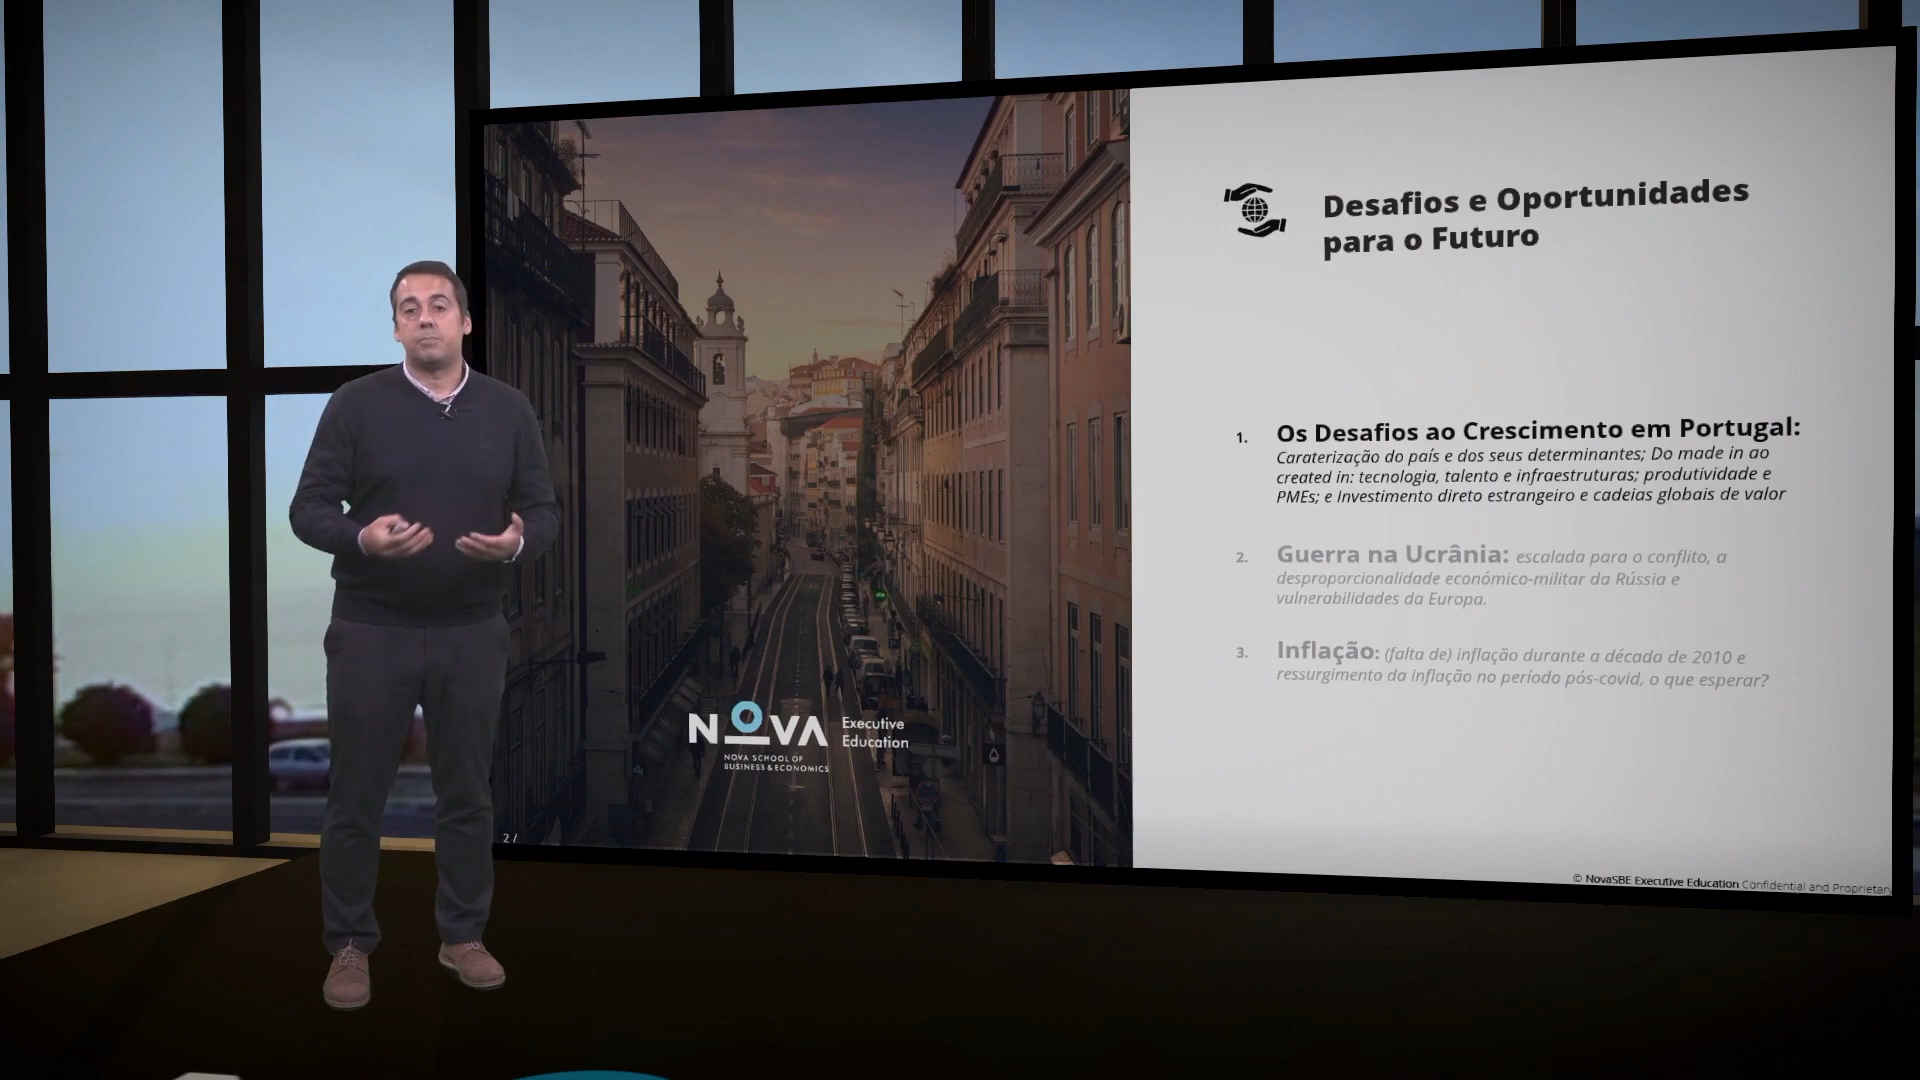 Desafios e Oportunidades
para o Futuro
1. Os Desafios ao Crescimento em Portugal:
Caraterização do país e dos seus determinantes; Do made in ao
created in: tecnologia, talento e infraestruturas; produtividade e
PMEs; e Investimento direto estrangeiro e cadeias globais de valor
2. Guerra na Ucrânia: escalada para o conflito, a
desproporcionalidade económico-militar da Rússia e
vulnerabilidades da Europa.
3. Inflação: (falta de) inflação durante a década de 2010 e
ressurgimento da inflação no período pós-covid, o que esperar?
NOVA Executive
Education
NOVA SCHOOL OF
BUSINESS & ECONOMICS
2 /
© NovaSBE Executive Education Confidential and Proprietary